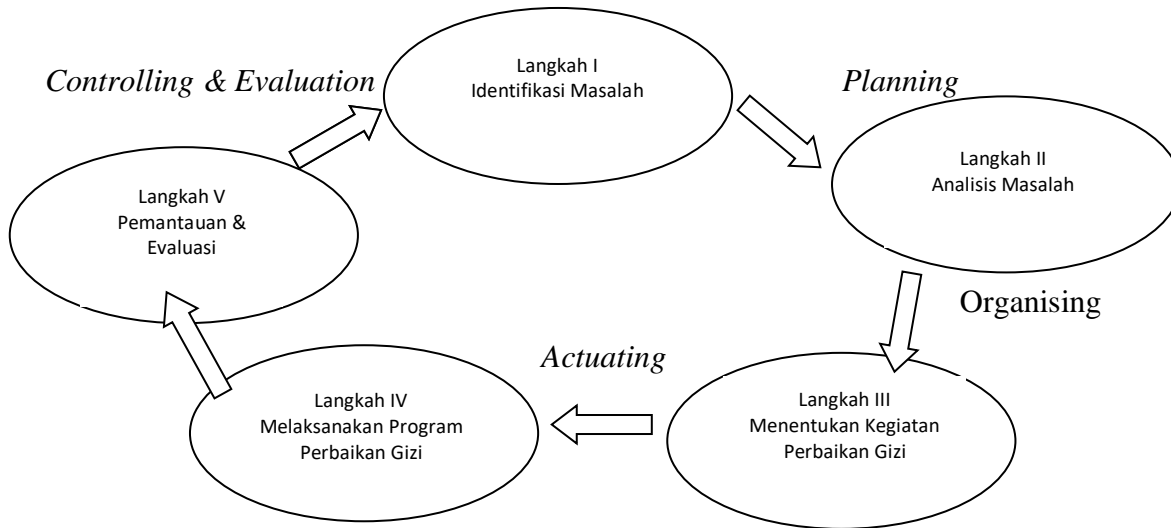 Controlling & Evaluation
Langkah I
Identifikasi Masalah
Planning
Langkah II
Analisis Masalah
Organising
Langkah III
Menentukan Kegiatan
Perbaikan Gizi
Actuating
Langkah IV
Melaksanakan Program
Perbaikan Gizi
Langkah V
Pemantauan &
Evaluasi